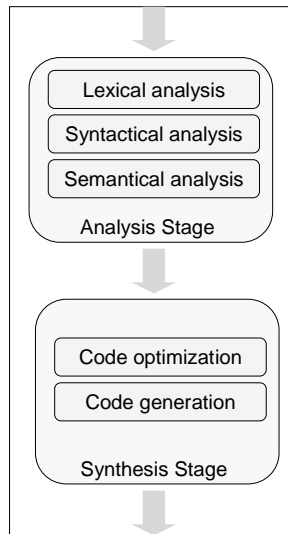 Lexical analysis
Syntactical analysis
Semantical analysis
Analysis Stage
Code optimization
Code generation
Synthesis Stage